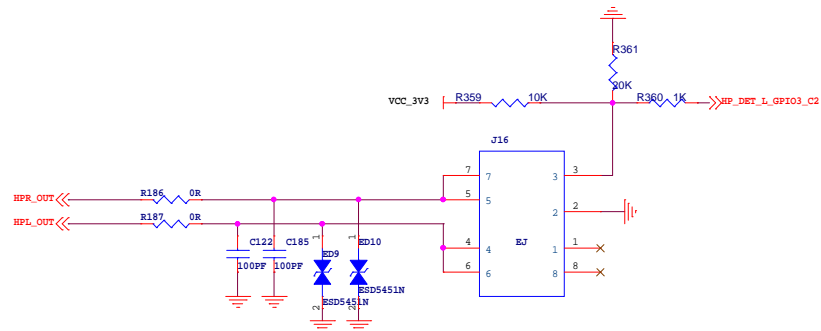 R361
20K
VCC_3V3
R359
10K
R360
1K
HP_DET_L_GPIO3_C2
J16
HPR_OUT
R186
0R
7
7
3
3
5
5
HPL_OUT
R187
0R
2
2
C122
C185
1
ED9
1
ED10
4
4
EJ
1
1
100PF
100PF
6
6
8
8
2
ESD5451N
2
ESD5451N